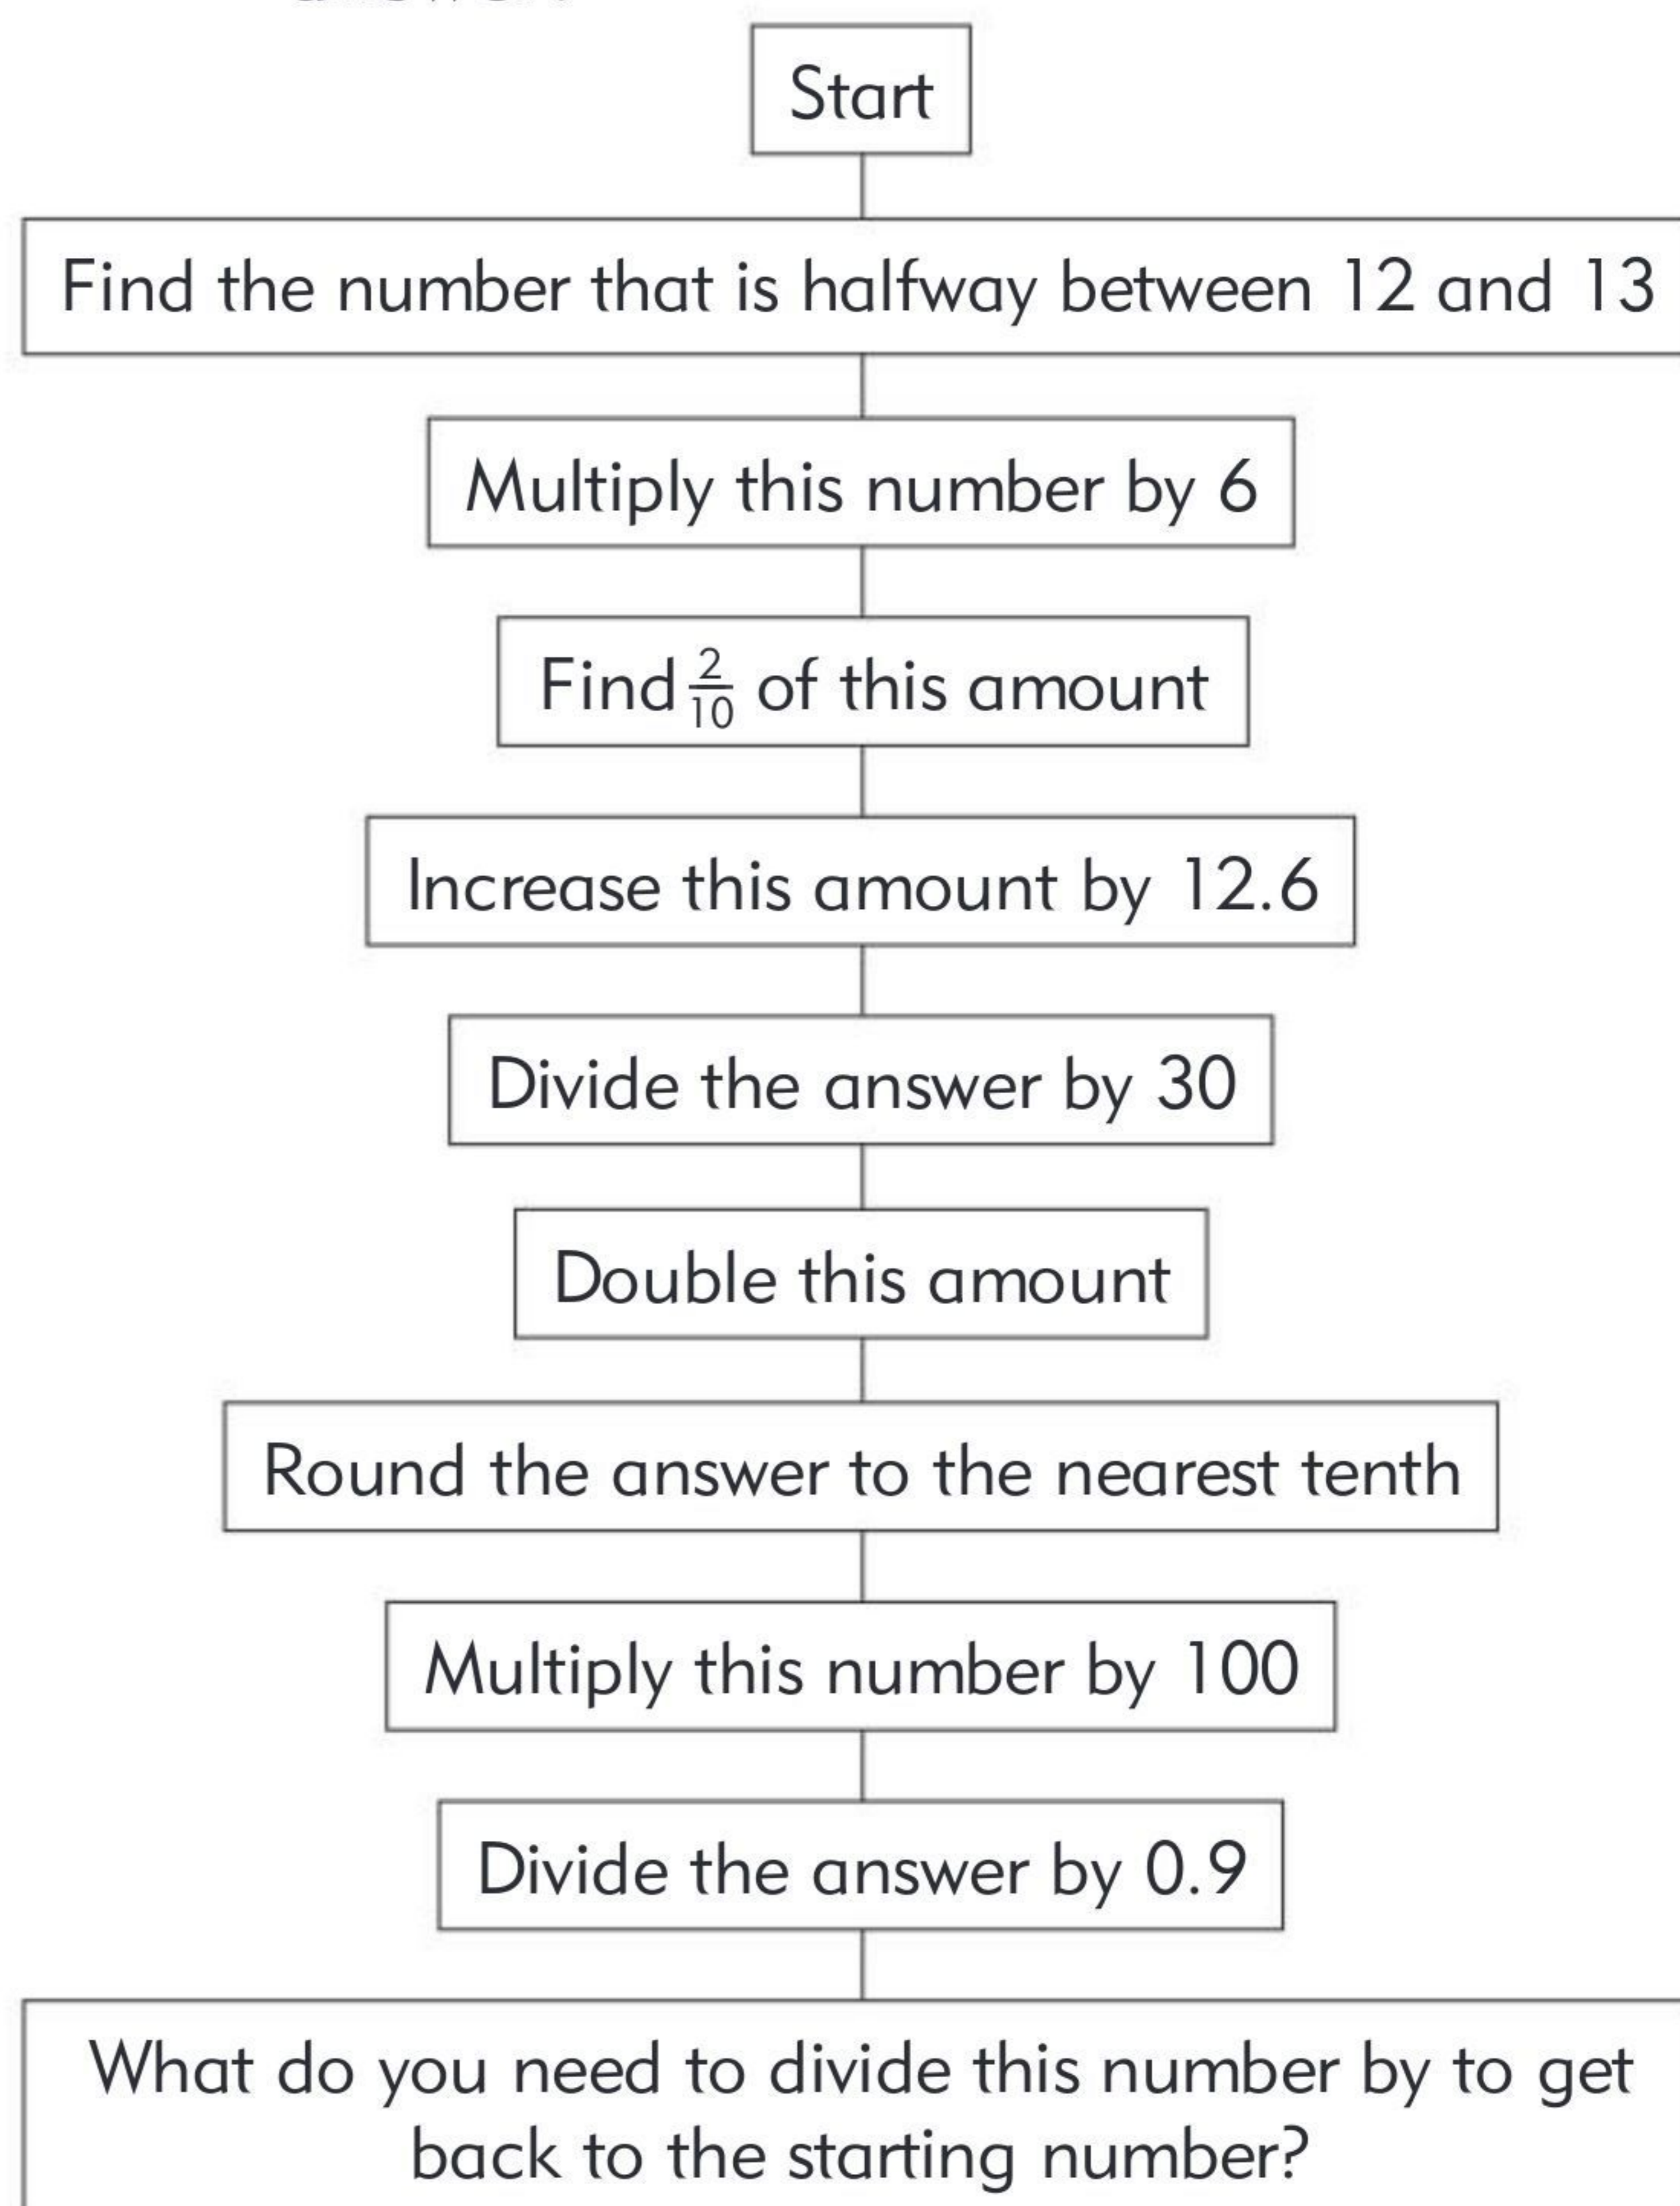 Start
Find the number that is halfway between 12 and 13
Multiply this number by 6
Find 2/10 of this amount
Increase this amount by 12.6
Divide the answer by 30
Double this amount
Round the answer to the nearest tenth
Multiply this number by 100
Divide the answer by 0.9
What do you need to divide this number by to get
back to the starting number?